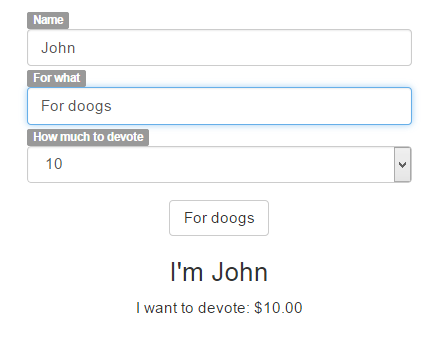 Name
John
For what
For doogs
How much to devote
10
For doogs
I'm John
I want to devote: $10.00